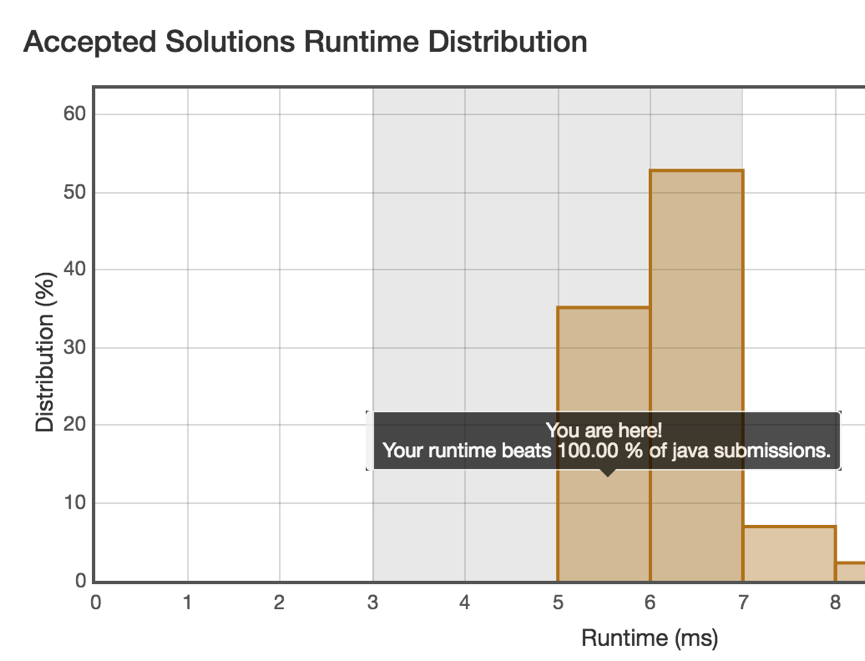 Accepted Solutions Runtime Distribution
60
50
40
30
20
10
0
Distribution (%)
You are here!
Your runtime beats 100.00 % of java submissions.
0 1 2 3 4 5 6 7 8
Runtime (ms)